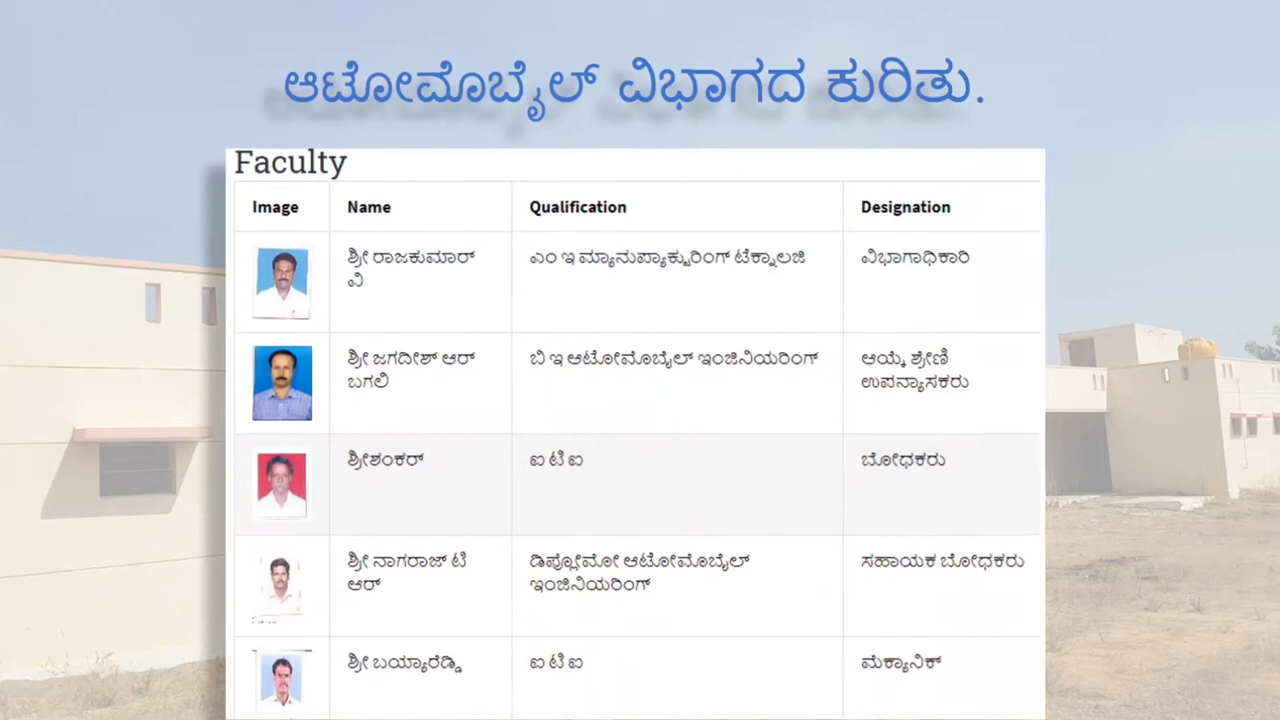 ಆಟೋಮೊಬೈಲ್ ವಿಭಾಗದ ಕುರಿತು.
Faculty
Image Name Qualification Designation
ಶ್ರೀ ರಾಜಕುಮಾರ್ ಎಂ ಇ ಮ್ಯಾನುಪ್ಯಾಕ್ಚುರಿಂಗ್ ಟೆಕ್ನಾಲಜಿ ವಿಭಾಗಾಧಿಕಾರಿ
ವಿ
ಶ್ರೀ ಜಗದೀಶ್ ಆರ್ ಬಿ ಇ ಆಟೋಮೊಬೈಲ್ ಇಂಜಿನಿಯರಿಂಗ್ ಆಯ್ಕೆ ಶ್ರೇಣಿ
ಬಗಲಿ ಉಪನ್ಯಾಸಕರು
ಶ್ರೀಶಂಕರ್ ಐ ಟಿ ಐ ಬೋಧಕರು
ಶ್ರೀ ನಾಗರಾಜ್ ಟಿ ಡಿಪ್ಲೋಮೋ ಆಟೋಮೊಬೈಲ್ ಸಹಾಯಕ ಬೋಧಕರು
ಆರ್ ಇಂಜಿನಿಯರಿಂಗ್
ಶ್ರೀ ಬಯ್ಯಾರೆಡ್ಡಿ ಐ ಟಿ ಐ ಮೆಕ್ಯಾನಿಕ್